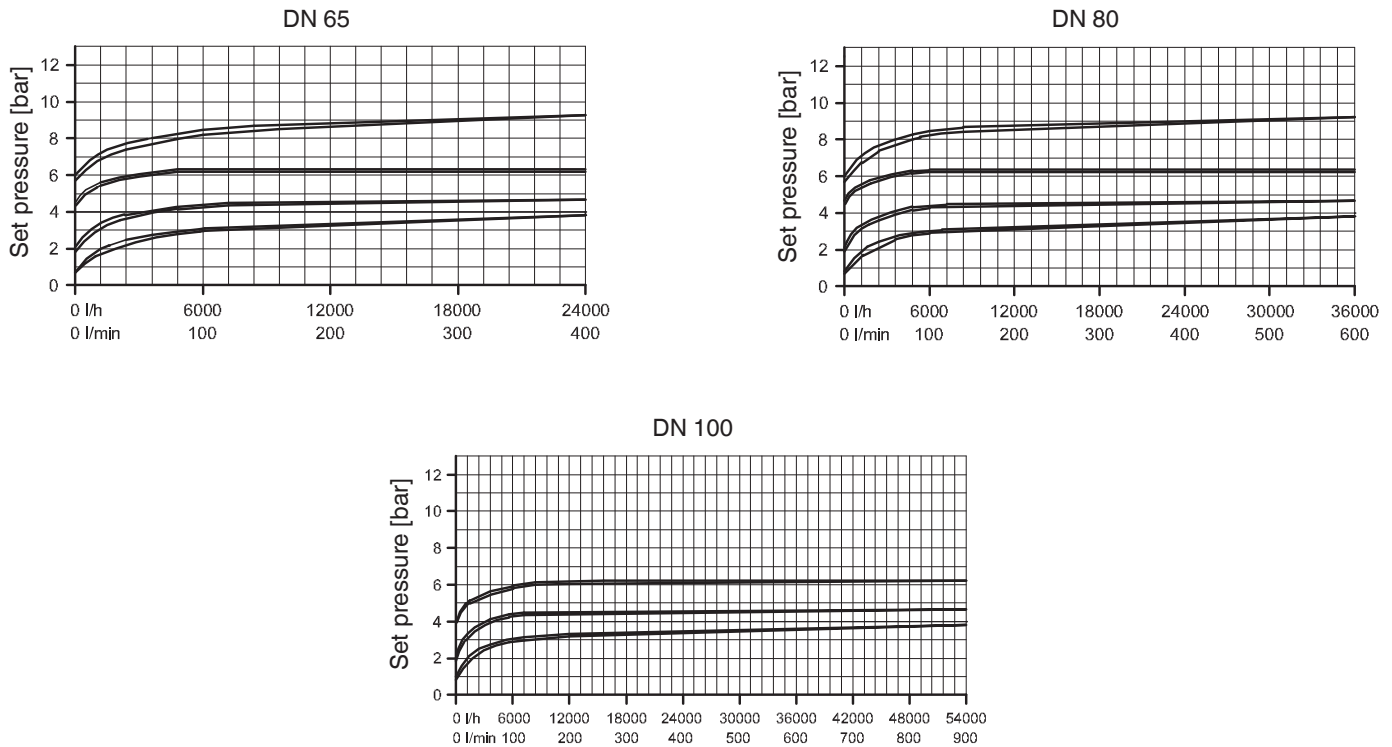 DN 65
Set pressure [bar]
12
10
8
6
4
2
0
0 l/h 6000 12000 18000 24000
0 l/min 100 200 300 400
DN 80
Set pressure [bar]
12
10
8
6
4
2
0
0 l/h 6000 12000 18000 24000 30000 36000
0 l/min 100 200 300 400 500 600
DN 100
Set pressure [bar]
12
10
8
6
4
2
0
0 l/h 6000 12000 18000 24000 30000 36000 42000 48000 54000
0 l/min 100 200 300 400 500 600 700 800 900